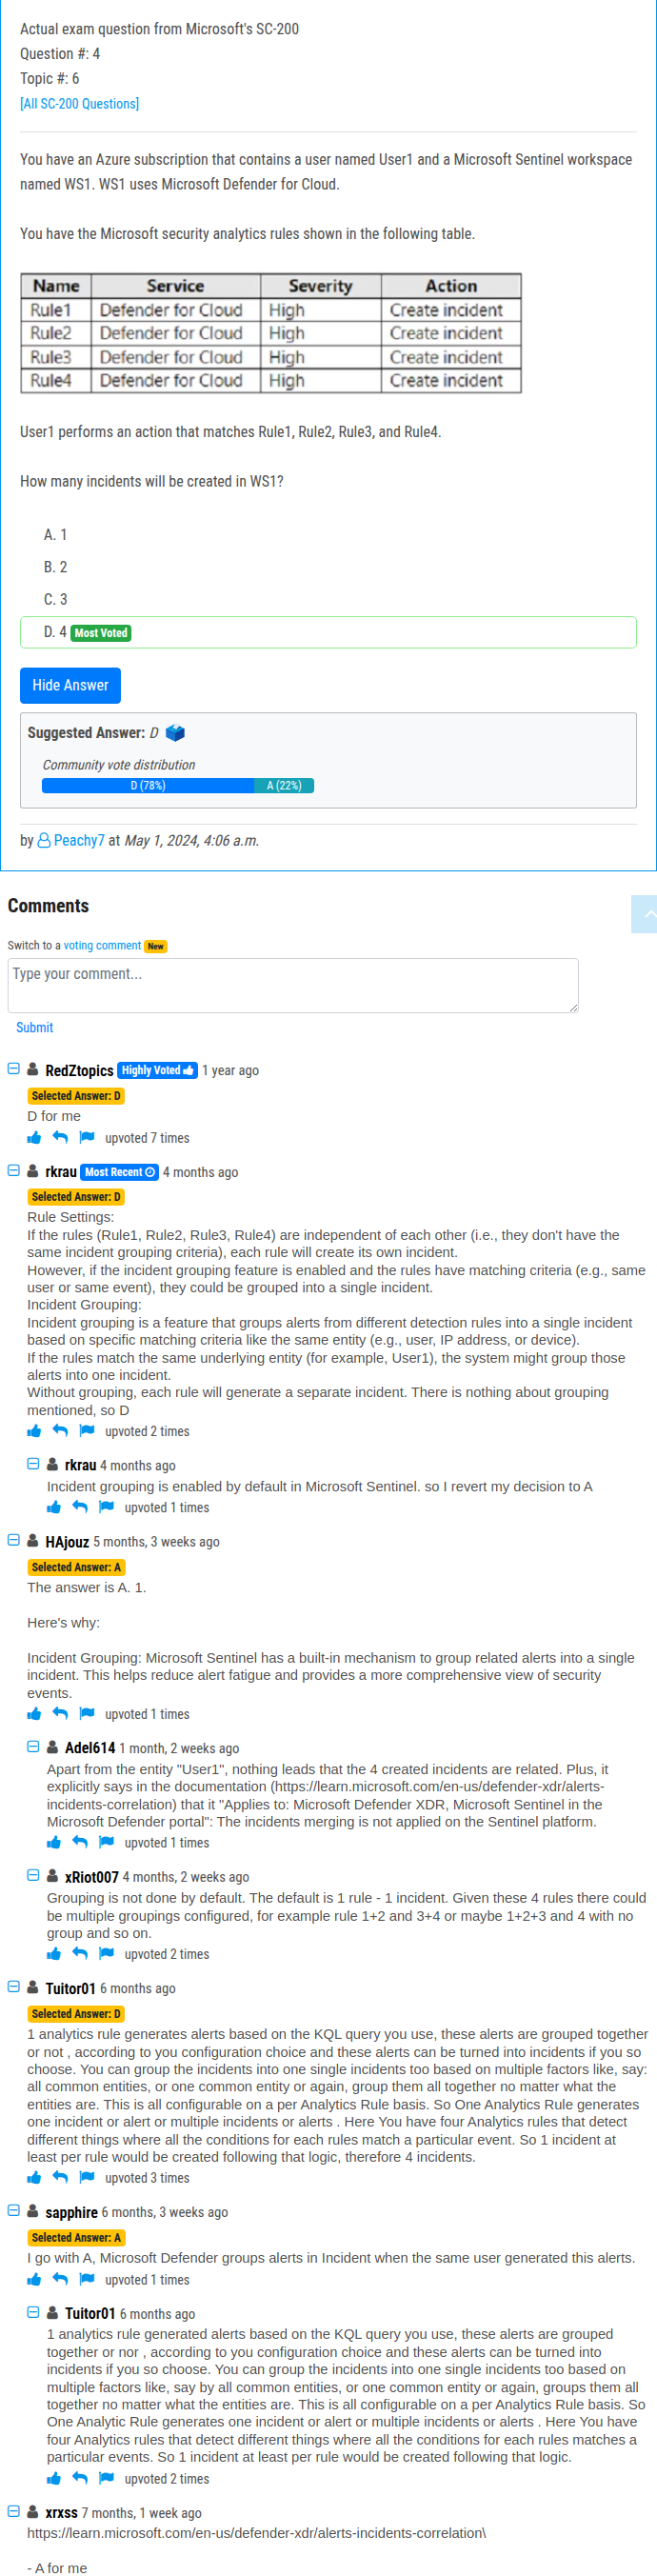 Actual exam question from Microsoft's SC-200
Question #: 4
Topic #: 6
[All SC-200 Questions]
You have an Azure subscription that contains a user named User1 and a Microsoft Sentinel workspace
named WS1. WS1 uses Microsoft Defender for Cloud.
You have the Microsoft security analytics rules shown in the following table.
Name Service Severity Action
Rule1 Defender for Cloud High Create incident
Rule2 Defender for Cloud High Create incident
Rule3 Defender for Cloud High Create incident
Rule4 Defender for Cloud High Create incident
User1 performs an action that matches Rule1, Rule2, Rule3, and Rule4.
How many incidents will be created in WS1?
A. 1
B. 2
C. 3
D. 4 Most Voted
Hide Answer
Suggested Answer: D
Community vote distribution
D (78%) A (22%)
by Peachy7 at May 1, 2024, 4:06 a.m.
Comments
Switch to a voting comment New
Type your comment...
Submit
RedZtopics Highly Voted 1 year ago
Selected Answer: D
D for me
upvoted 7 times
rkrau Most Recent 4 months ago
Selected Answer: D
Rule Settings:
If the rules (Rule1, Rule2, Rule3, Rule4) are independent of each other (i.e., they don't have the
same incident grouping criteria), each rule will create its own incident.
However, if the incident grouping feature is enabled and the rules have matching criteria (e.g., same
user or same event), they could be grouped into a single incident.
Incident Grouping:
Incident grouping is a feature that groups alerts from different detection rules into a single incident
based on specific matching criteria like the same entity (e.g., user, IP address, or device).
If the rules match the same underlying entity (for example, User1), the system might group those
alerts into one incident.
Without grouping, each rule will generate a separate incident. There is nothing about grouping
mentioned, so D
upvoted 2 times
rkrau 4 months ago
Incident grouping is enabled by default in Microsoft Sentinel. so I revert my decision to A
upvoted 1 times
HAjouz 5 months, 3 weeks ago
Selected Answer: A
The answer is A. 1.
Here's why:
Incident Grouping: Microsoft Sentinel has a built-in mechanism to group related alerts into a single
incident. This helps reduce alert fatigue and provides a more comprehensive view of security
events.
upvoted 1 times
Adel614 1 month, 2 weeks ago
Apart from the entity "User1", nothing leads that the 4 created incidents are related. Plus, it
explicitly says in the documentation (https://learn.microsoft.com/en-us/defender-xdr/alerts-
incidents-correlation) that it "Applies to: Microsoft Defender XDR, Microsoft Sentinel in the
Microsoft Defender portal": The incidents merging is not applied on the Sentinel platform.
upvoted 1 times
xRiot007 4 months, 2 weeks ago
Grouping is not done by default. The default is 1 rule - 1 incident. Given these 4 rules there could
be multiple groupings configured, for example rule 1+2 and 3+4 or maybe 1+2+3 and 4 with no
group and so on.
upvoted 2 times
Tuitor01 6 months ago
Selected Answer: D
1 analytics rule generates alerts based on the KQL query you use, these alerts are grouped together
or not , according to you configuration choice and these alerts can be turned into incidents if you so
choose. You can group the incidents into one single incidents too based on multiple factors like, say:
all common entities, or one common entity or again, group them all together no matter what the
entities are. This is all configurable on a per Analytics Rule basis. So One Analytics Rule generates
one incident or alert or multiple incidents or alerts . Here You have four Analytics rules that detect
different things where all the conditions for each rules match a particular event. So 1 incident at
least per rule would be created following that logic, therefore 4 incidents.
upvoted 3 times
sapphire 6 months, 3 weeks ago
Selected Answer: A
I go with A, Microsoft Defender groups alerts in Incident when the same user generated this alerts.
upvoted 1 times
Tuitor01 6 months ago
1 analytics rule generated alerts based on the KQL query you use, these alerts are grouped
together or nor , according to you configuration choice and these alerts can be turned into
incidents if you so choose. You can group the incidents into one single incidents too based on
multiple factors like, say by all common entities, or one common entity or again, groups them all
together no matter what the entities are. This is all configurable on a per Analytics Rule basis. So
One Analytic Rule generates one incident or alert or multiple incidents or alerts . Here You have
four Analytics rules that detect different things where all the conditions for each rules matches a
particular events. So 1 incident at least per rule would be created following that logic.
upvoted 2 times
xrxss 7 months, 1 week ago
https://learn.microsoft.com/en-us/defender-xdr/alerts-incidents-correlation\
- A for me